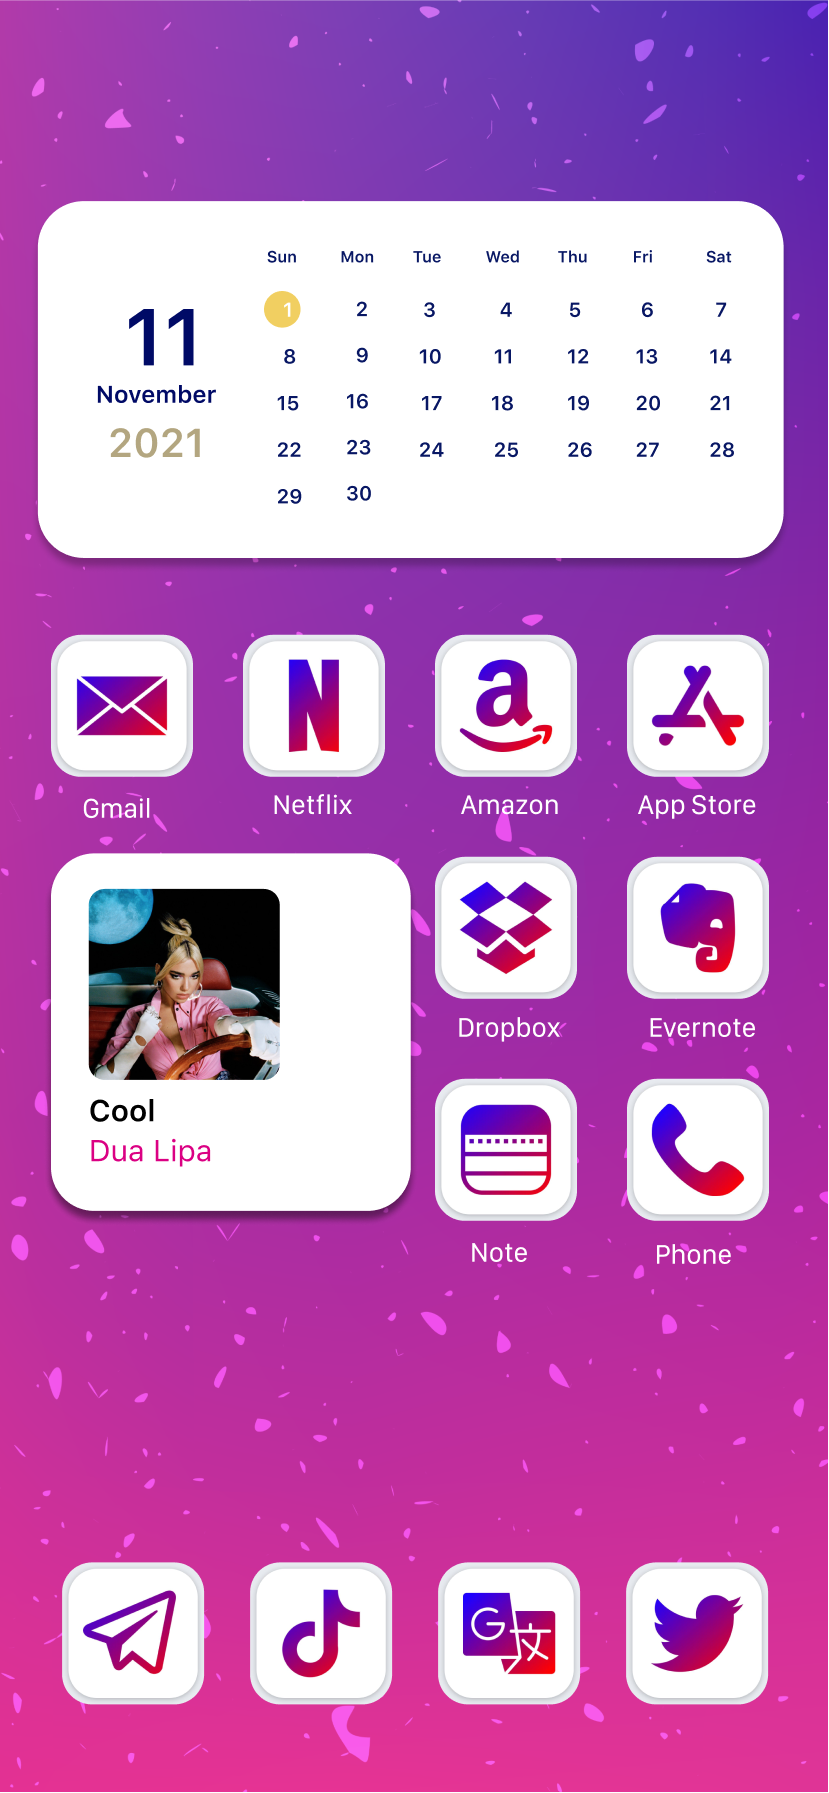 Sun Mon Tue Wed Thu Fri Sat
1 2 3 4 5 6 7
11
8 9 10 11 12 13 14
November
15 16 17 18 19 20 21
2021
22 23 24 25 26 27 28
29 30
Gmail Netflix Amazon App Store
Cool
Dua Lipa
Dropbox Evernote
Note Phone
N
a
G 文